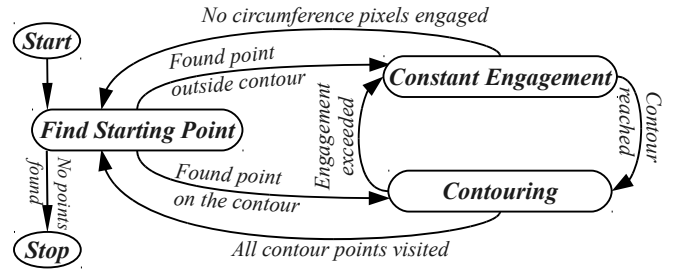 No circumference pixels engaged
Start
Found point
outside contour
Constant Engagement
Engagement
exceeded
Contour
reached
Find Starting Point
Found point
on the contour
No points
found
Contouring
Stop
All contour points visited